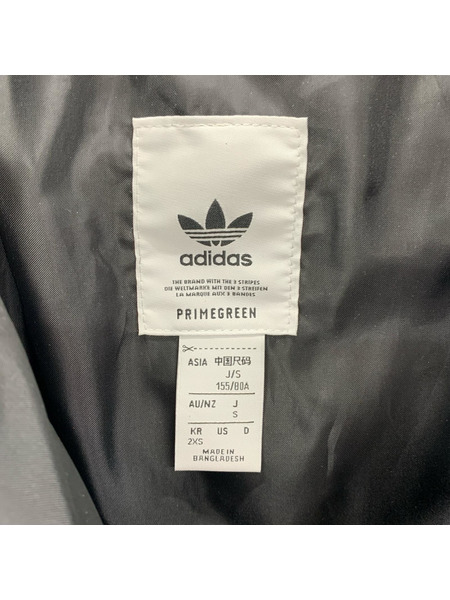 adidas
THE BRAND WITH THE 3 STRIPES
DIE WELTMARKE MIT DEN 3 STREIFEN
LA MARQUE AUX 3 BANDES
PRIMEGREEN
ASIA 中国尺码
J/S
155/80A
AU/NZ J
S
KR US D
2XS
MADE IN
BANGLADESH